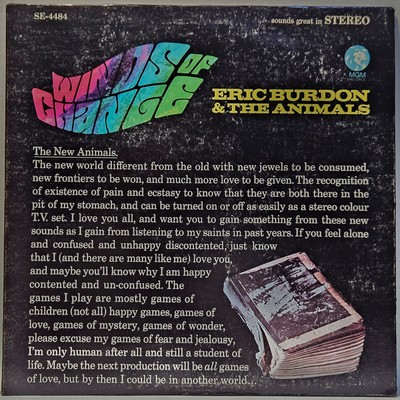 SE-4484
sounds great in STEREO
MGM
WINDS OF
CHANGE
ERIC BURDON
& THE ANIMALS
The New Animals.
The new world different from the old with new jewels to be consumed,
new frontiers to be won, and much more love to be given. The recognition
of existence of pain and ecstasy to know that they are both there in the
pit of my stomach, and can be turned on or off as easily as a stereo colour
T.V. set. I love you all, and want you to gain something from these new
sounds as I gain from listening to my saints in past years. If you feel alone
and confused and unhappy discontented, just know
that I (and there are many like me) love you,
and maybe you'll know why I am happy
contented and un-confused. The
games I play are mostly games of
children (not all) happy games, games of
love, games of mystery, games of wonder,
please excuse my games of fear and jealousy,
I'm only human after all and still a student of
life. Maybe the next production will be all games
of love, but by then I could be in another world...